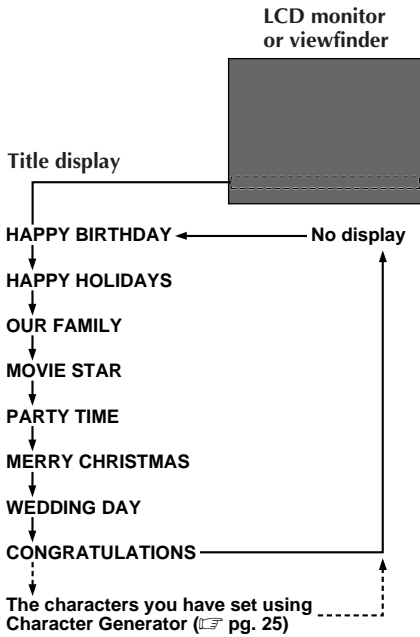 LCD monitor
or viewfinder
Title display
HAPPY BIRTHDAY
No display
HAPPY HOLIDAYS
OUR FAMILY
MOVIE STAR
PARTY TIME
MERRY CHRISTMAS
WEDDING DAY
CONGRATULATIONS
The characters you have set using
Character Generator (☞ pg. 25)